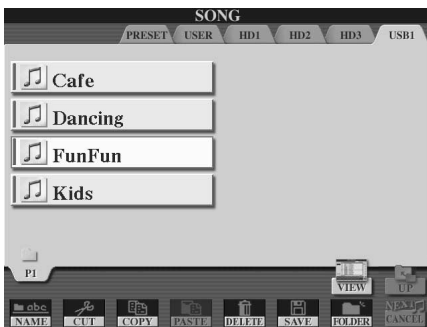 SONG
PRESET USER HD1 HD2 HD3 USB1
Cafe
Dancing
FunFun
Kids
P1
VIEW UP
abc
NAME CUT COPY PASTE DELETE SAVE FOLDER NEXT CANCEL